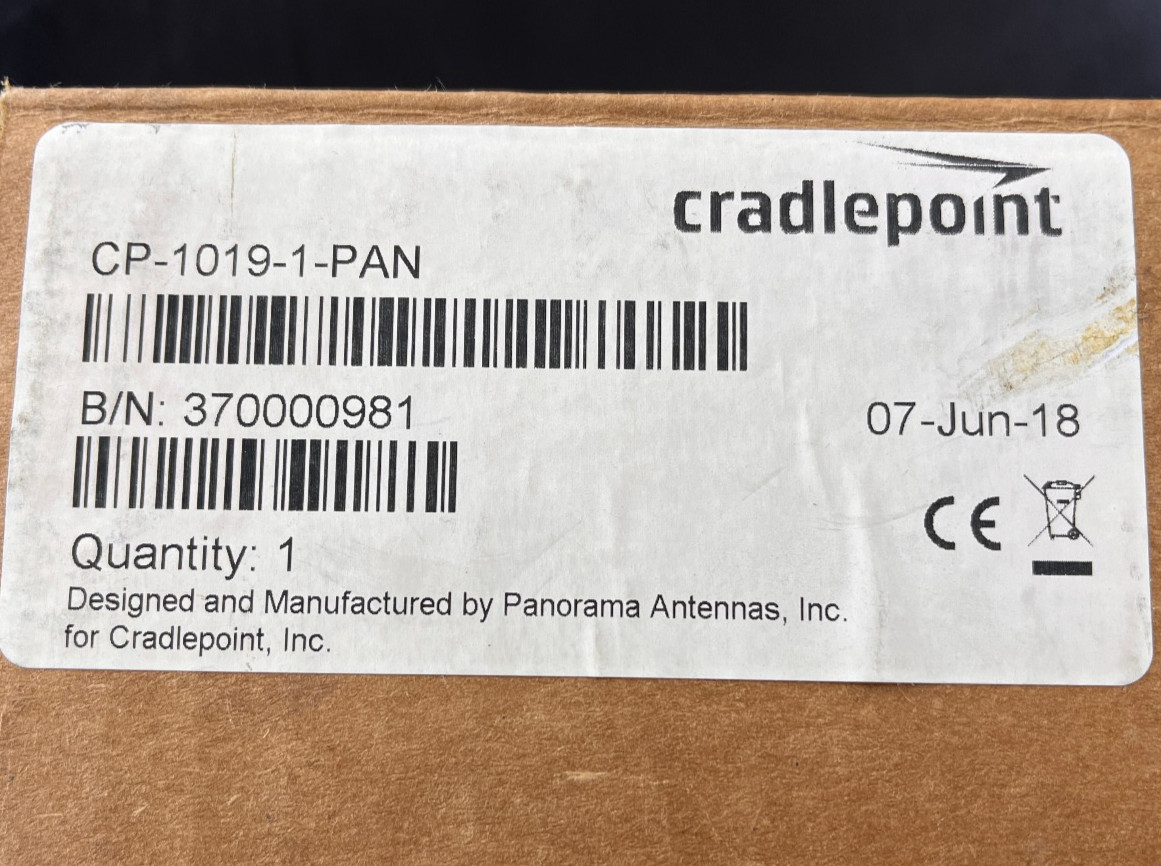 cradlepoint
CP-1019-1-PAN
B/N: 370000981
07-Jun-18
CE
Quantity: 1
Designed and Manufactured by Panorama Antennas, Inc.
for Cradlepoint, Inc.